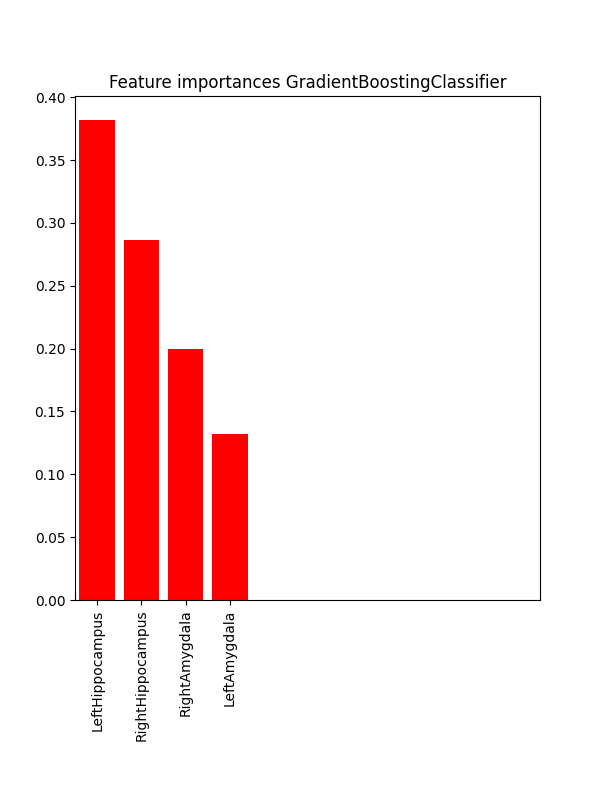 Feature importances GradientBoostingClassifier
0.40
0.35
0.30
0.25
0.20
0.15
0.10
0.05
0.00
LeftHippocampus
RightHippocampus
RightAmygdala
LeftAmygdala